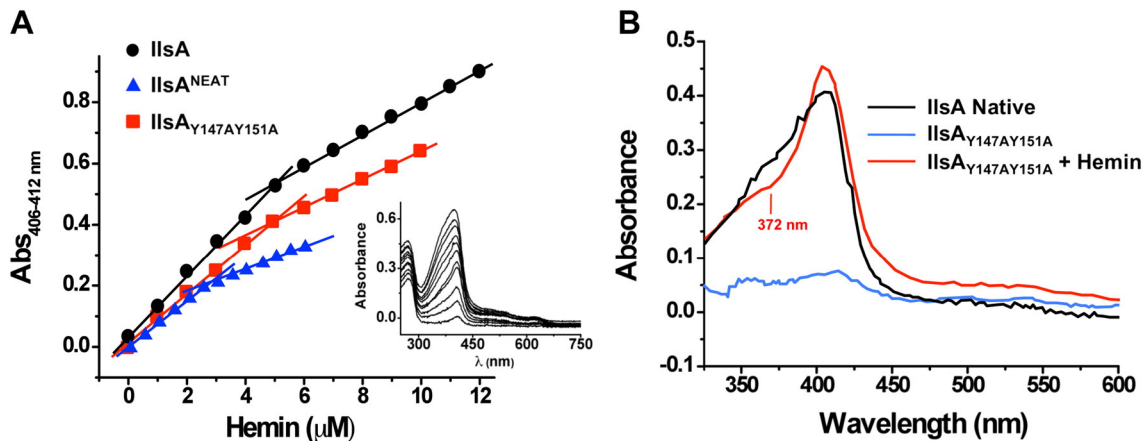 A
IlsA
IlsA^NEAT
IlsA_Y147AY151A
0.8
0.6
0.4
0.2
0.0
Abs_406-412 nm
0 2 4 6 8 10 12
Hemin (μM)
0.6
0.3
0.0
Absorbance
300 450 600 750
λ (nm)
B
0.5
0.4
0.3
0.2
0.1
0.0
-0.1
Absorbance
IlsA Native
IlsA_Y147AY151A
IlsA_Y147AY151A + Hemin
372 nm
350 400 450 500 550 600
Wavelength (nm)